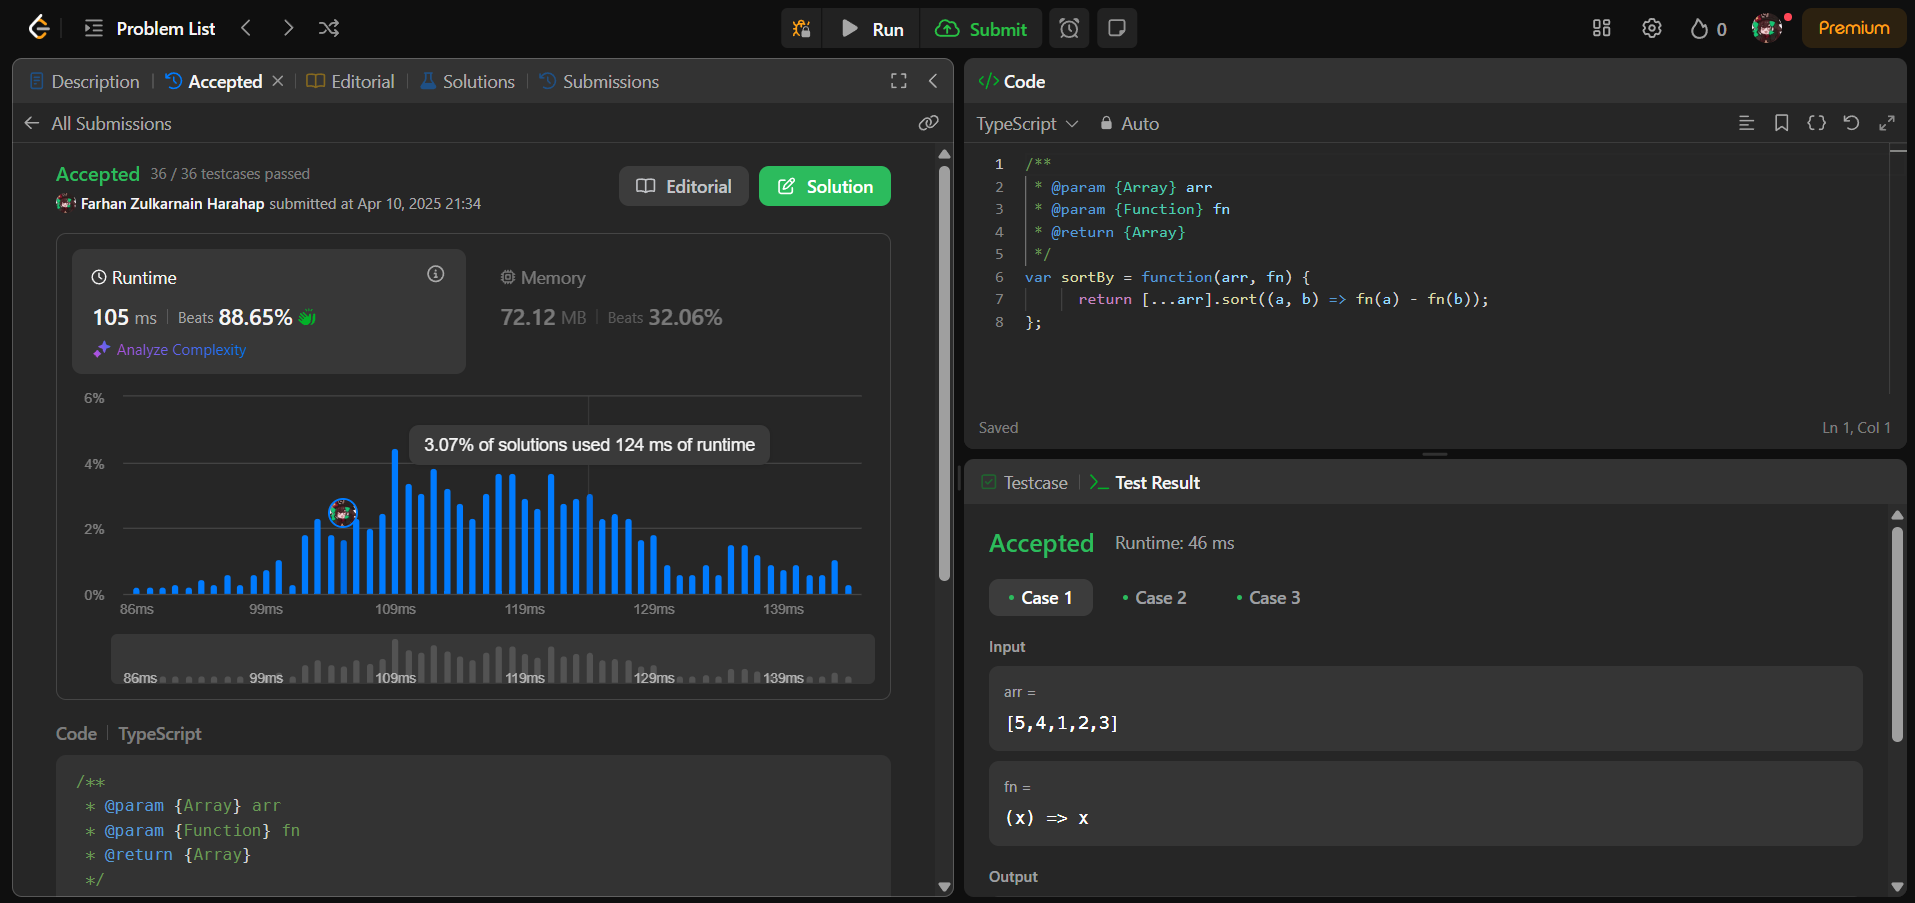 Problem List
Run
Submit
0
Premium
Description
Accepted
Editorial
Solutions
Submissions
All Submissions
Accepted 36 / 36 testcases passed
Farhan Zulkarnain Harahap submitted at Apr 10, 2025 21:34
Editorial
Solution
Runtime
105 ms Beats 88.65%
Analyze Complexity
Memory
72.12 MB Beats 32.06%
6%
4%
2%
0%
3.07% of solutions used 124 ms of runtime
86ms 99ms 109ms 119ms 129ms 139ms
86ms 99ms 109ms 119ms 129ms 139ms
Code TypeScript
/**
* @param {Array} arr
* @param {Function} fn
* @return {Array}
*/
</> Code
TypeScript Auto
1 /**
2 * @param {Array} arr
3 * @param {Function} fn
4 * @return {Array}
5 */
6 var sortBy = function(arr, fn) {
7 return [...arr].sort((a, b) => fn(a) - fn(b));
8 };
Saved
Ln 1, Col 1
Testcase
Test Result
Accepted Runtime: 46 ms
• Case 1 • Case 2 • Case 3
Input
arr =
[5,4,1,2,3]
fn =
(x) => x
Output